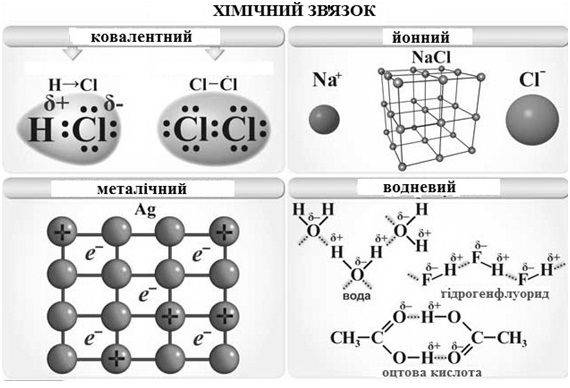 ХІМІЧНИЙ ЗВ'ЯЗОК
ковалентний
H→Cl
δ+ δ-
H :Cl:
Cl–Cl
:Cl:Cl:
йонний
NaCl
Na⁺
Cl⁻
металічний
Ag
+ +
e⁻ e⁻
e⁻
+ +
e⁻ e⁻
+
водневий
H H H
δ– O δ– O
δ+ H H δ+ H δ+
δ– O
вода
δ– F
H δ+ H δ+ H
δ– F δ– F
гідрогенфлуорид
O δ– H δ+ O
CH₃–C C–CH₃
O H δ+ O δ–
оцтова кислота